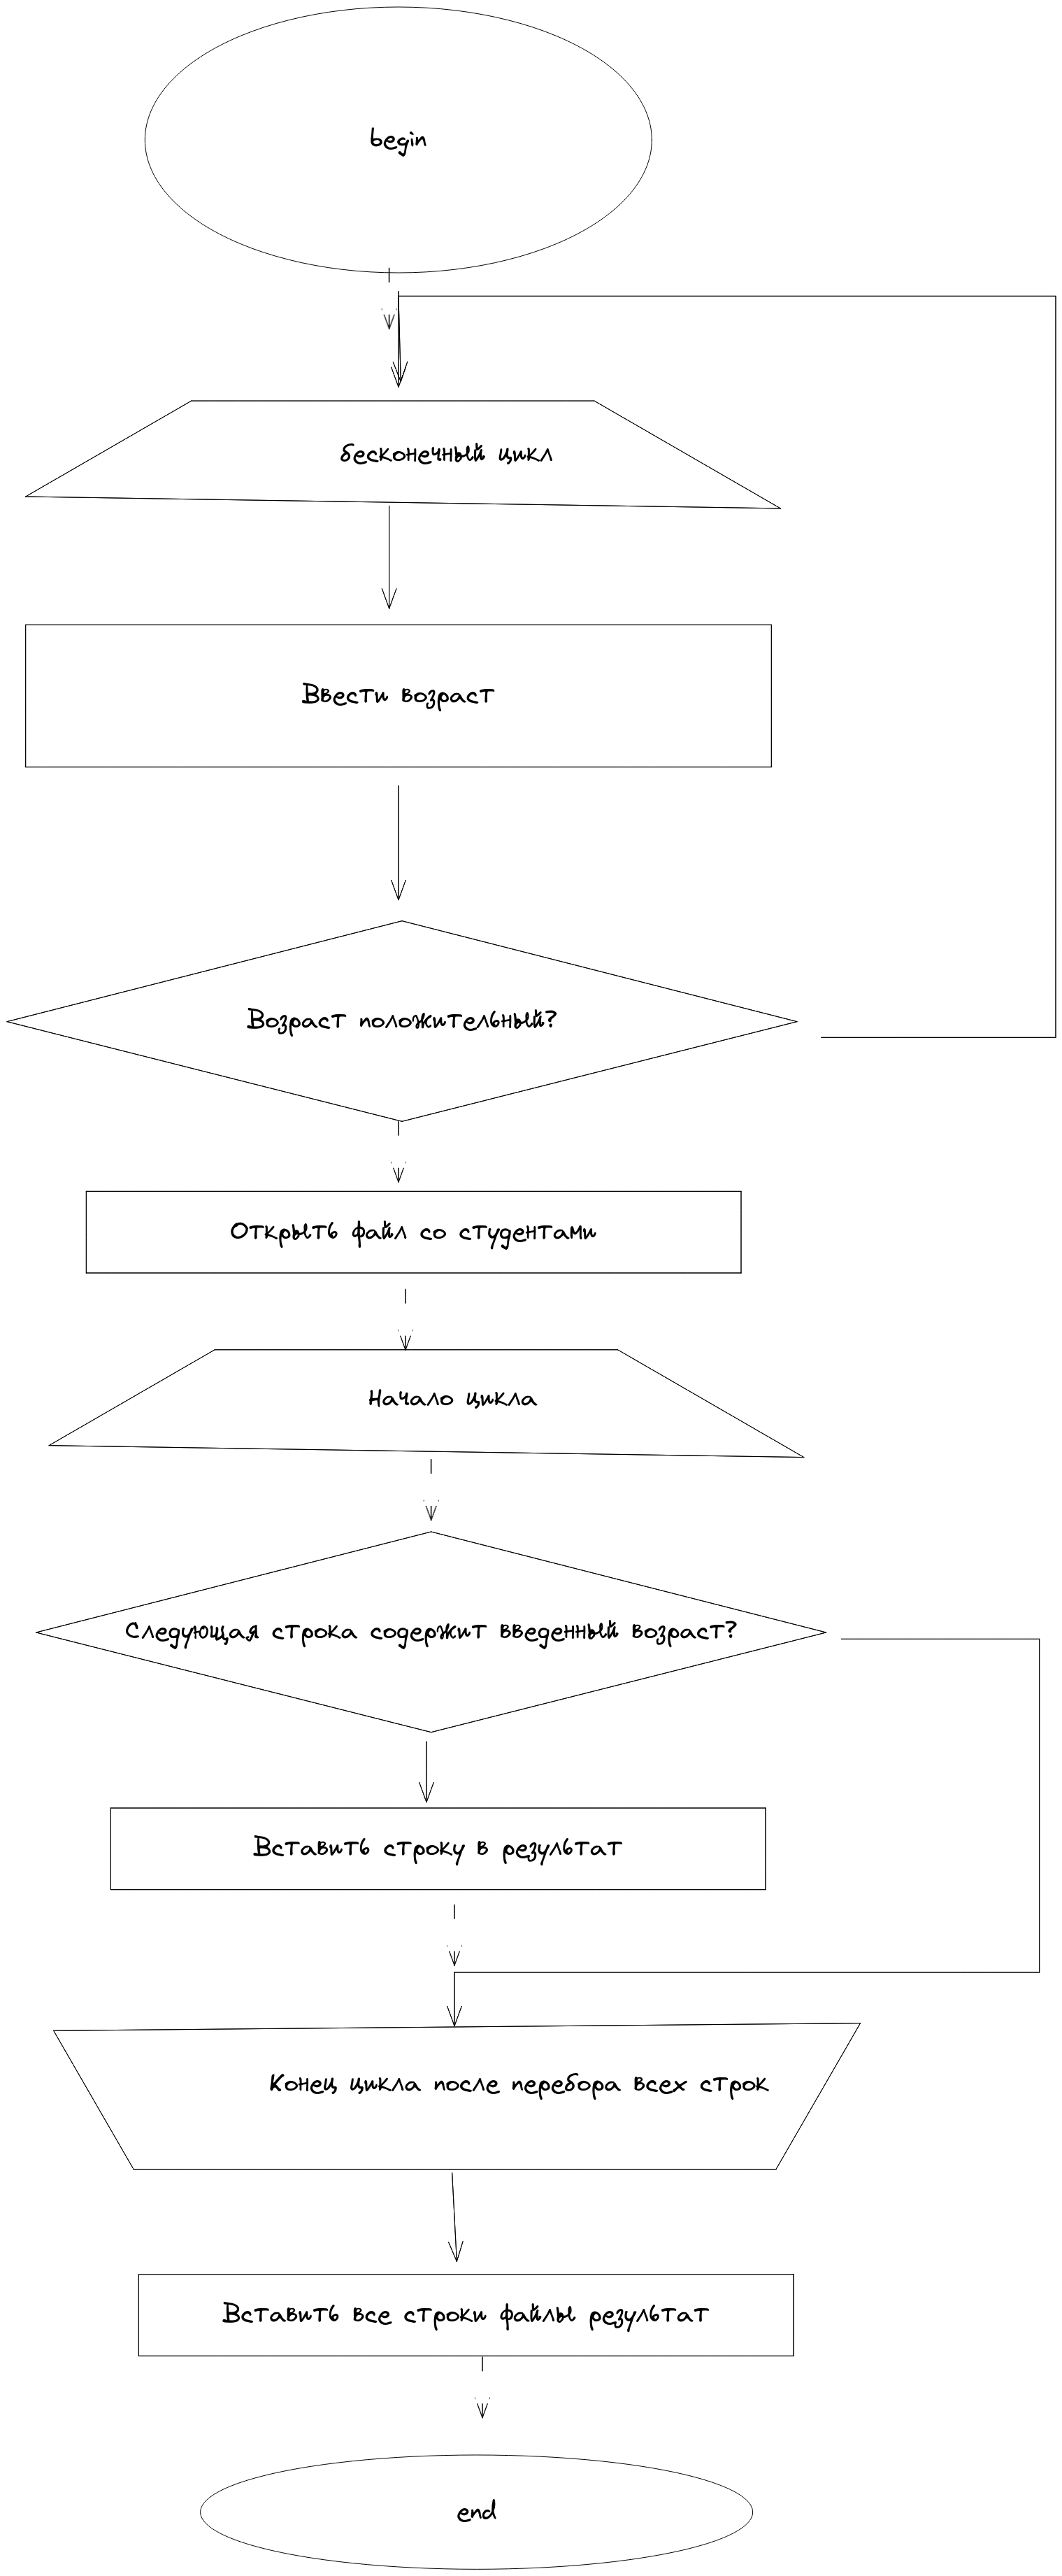 begin
бесконечный цикл
Ввести возраст
Возраст положительный?
Открыть файл со студентами
Начало цикла
Следующая строка содержит введенный возраст?
Вставить строку в результат
Конец цикла после перебора всех строк
Вставить все строки файлы результат
end